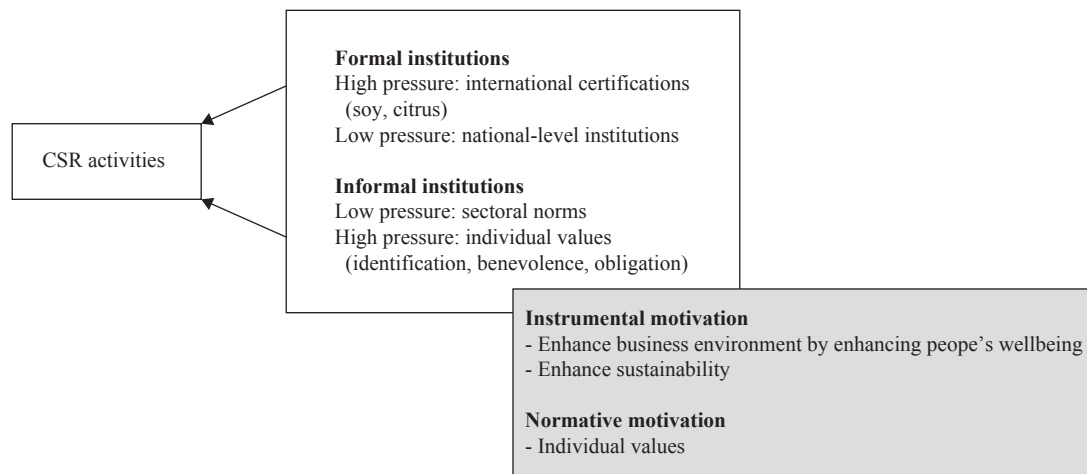 Formal institutions
High pressure: international certifications
(soy, citrus)
Low pressure: national-level institutions
CSR activities
Informal institutions
Low pressure: sectoral norms
High pressure: individual values
(identification, benevolence, obligation)
Instrumental motivation
- Enhance business environment by enhancing peope's wellbeing
- Enhance sustainability
Normative motivation
- Individual values